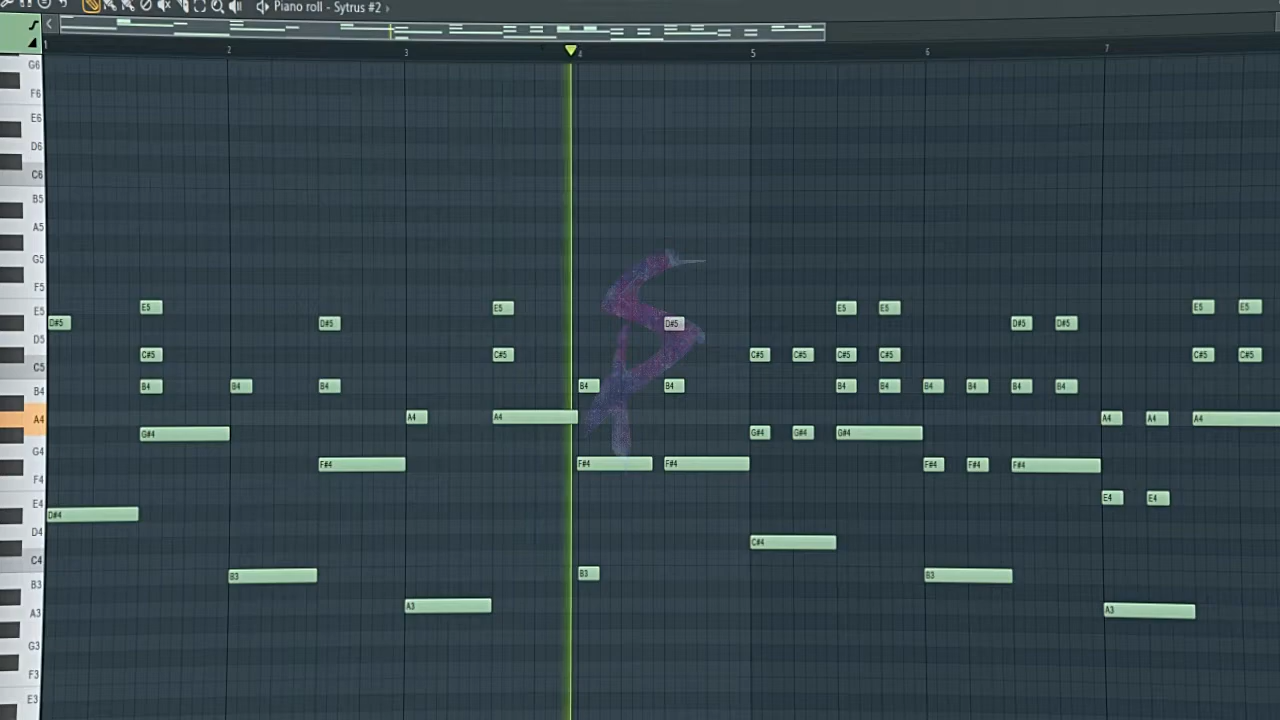 Piano roll - Sytrus #2 ›
1 2 3 4 5 6 7
G6
F6
E6
D6
C6
B5
A5
G5
F5
E5 E5 E5 E5 E5 E5 E5
D#5 D#5 D#5 D#5 D#5
D5
C#5 C#5 C#5 C#5 C#5 C#5 C#5 C#5
C5
B4 B4 B4 B4 B4 B4 B4 B4 B4 B4 B4 B4
A4 A4 A4 A4 A4 A4
G#4 G#4 G#4 G#4
G4
F#4 F#4 F#4 F#4 F#4 F#4
F4
E4 E4 E4
D#4
D4
C#4
C4
B3 B3 B3 B3
A3 A3 A3
G3
F3
E3